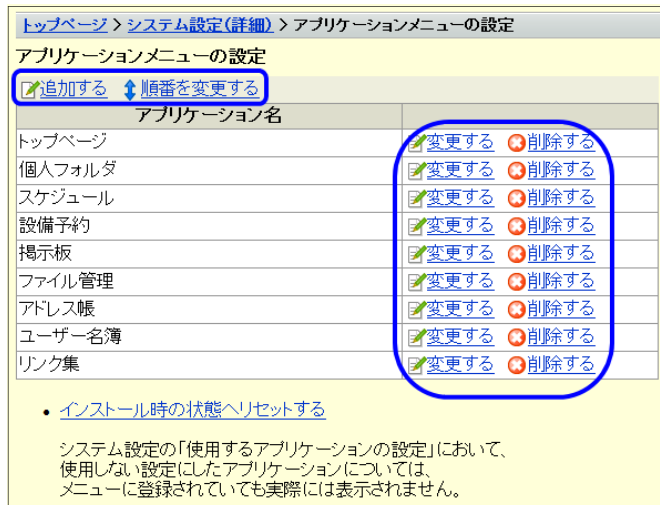 トップページ > システム設定(詳細) > アプリケーションメニューの設定
アプリケーションメニューの設定
追加する 順番を変更する
アプリケーション名
トップページ 変更する 削除する
個人フォルダ 変更する 削除する
スケジュール 変更する 削除する
設備予約 変更する 削除する
掲示板 変更する 削除する
ファイル管理 変更する 削除する
アドレス帳 変更する 削除する
ユーザー名簿 変更する 削除する
リンク集 変更する 削除する
• インストール時の状態へリセットする
システム設定の「使用するアプリケーションの設定」において、
使用しない設定にしたアプリケーションについては、
メニューに登録されていても実際には表示されません。